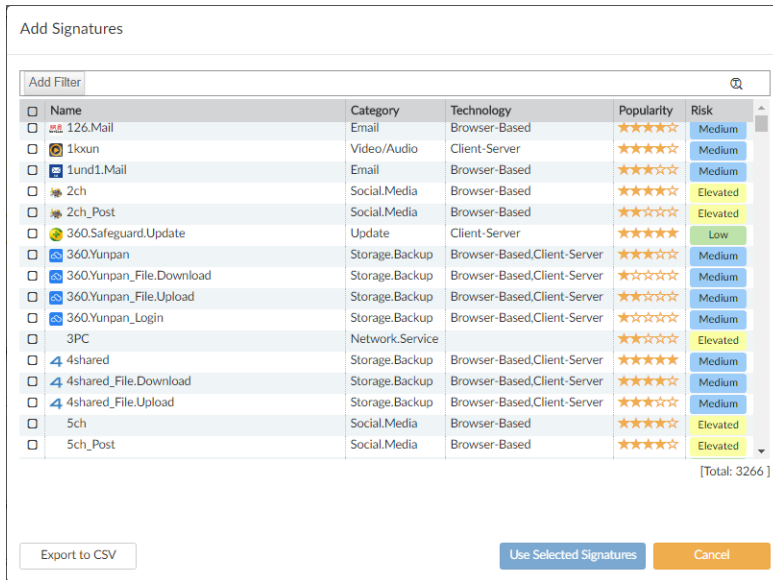 Add Signatures
Add Filter
Name Category Technology Popularity Risk
126.Mail Email Browser-Based Medium
1kxun Video/Audio Client-Server Medium
1und1.Mail Email Browser-Based Medium
2ch Social.Media Browser-Based Elevated
2ch_Post Social.Media Browser-Based Elevated
360.Safeguard.Update Update Client-Server Low
360.Yunpan Storage.Backup Browser-Based,Client-Server Medium
360.Yunpan_File.Download Storage.Backup Browser-Based,Client-Server Medium
360.Yunpan_File.Upload Storage.Backup Browser-Based,Client-Server Medium
360.Yunpan_Login Storage.Backup Browser-Based,Client-Server Medium
3PC Network.Service Elevated
4shared Storage.Backup Browser-Based,Client-Server Medium
4shared_File.Download Storage.Backup Browser-Based,Client-Server Medium
4shared_File.Upload Storage.Backup Browser-Based,Client-Server Medium
5ch Social.Media Browser-Based Elevated
5ch_Post Social.Media Browser-Based Elevated
[Total: 3266 ]
Export to CSV Use Selected Signatures Cancel